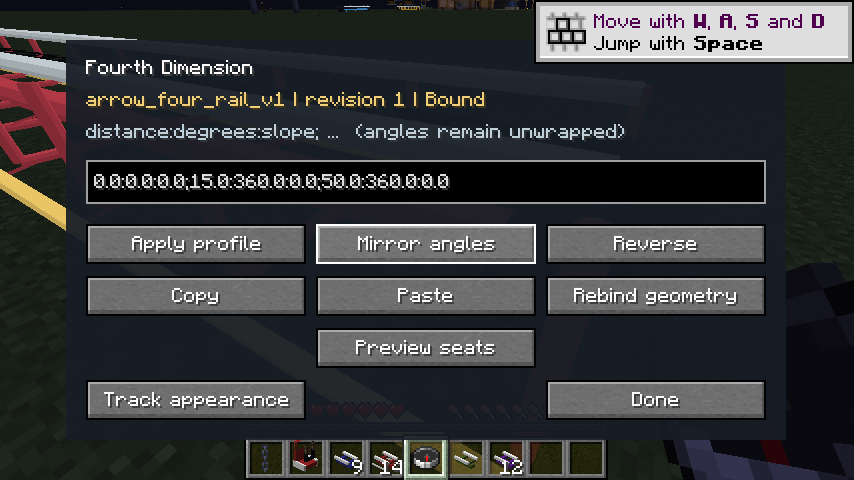 Move with W, A, S and D
Jump with Space
Fourth Dimension
arrow_four_rail_v1 | revision 1 | Bound
distance:degrees:slope; ... (angles remain unwrapped)
0.0:0.0:0.0;15.0:360.0:0.0;50.0:360.0:0.0
Apply profile
Mirror angles
Reverse
Copy
Paste
Rebind geometry
Preview seats
Track appearance
Done
9
14
12